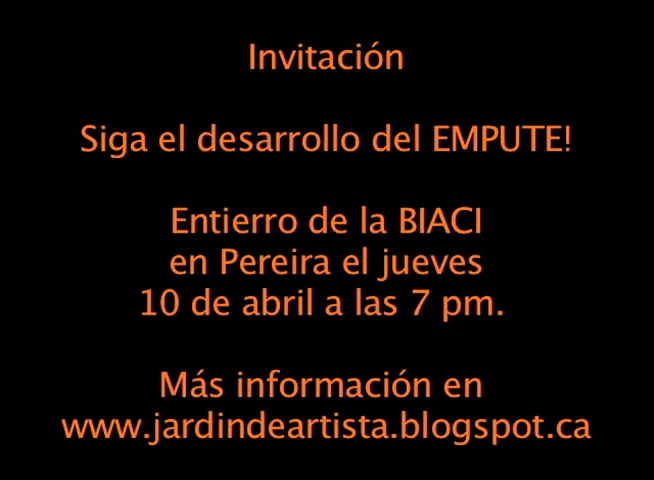 Invitación
Siga el desarrollo del EMPUTE!
Entierro de la BIACI
en Pereira el jueves
10 de abril a las 7 pm.
Más información en
www.jardindeartista.blogspot.ca